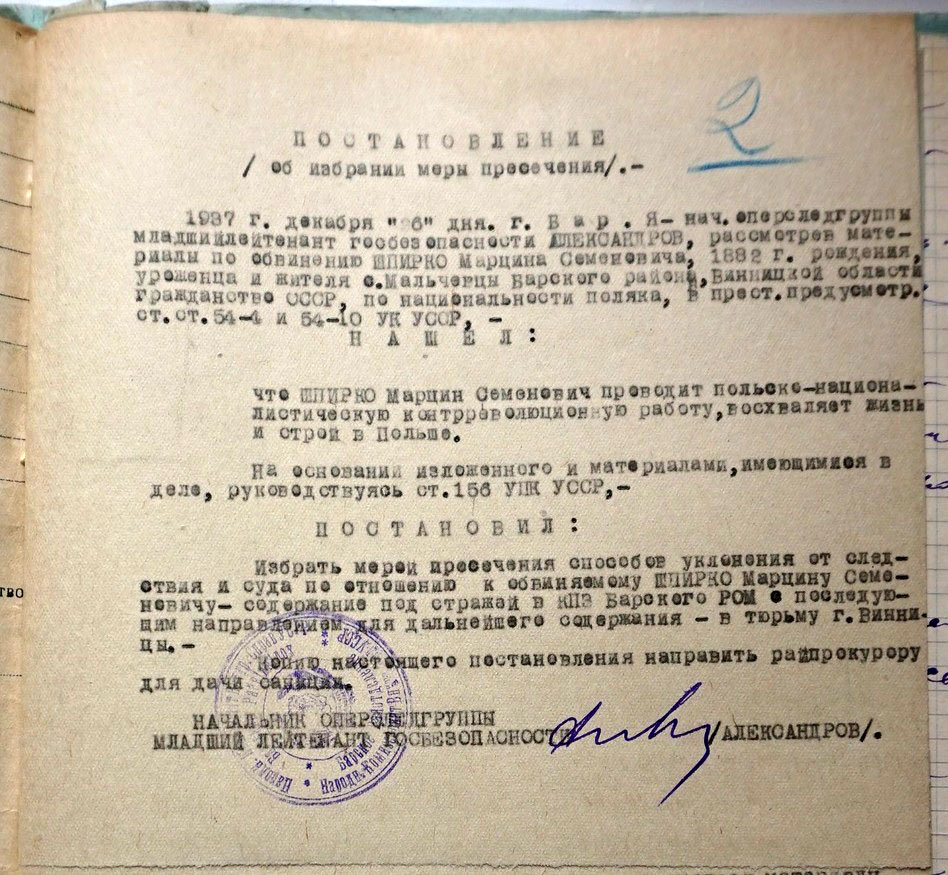 2
ПОСТАНОВЛЕНИЕ
/ об избрании меры пресечения/.-
1937 г. декабря "26" дня. г. Б а р . Я- нач. оперследгруппы
младшийлейтенант госбезопасности АЛЕКСАНДРОВ, рассмотрев мате-
риалы по обвинению ШПИРКО Марцина Семеновича, 1882 г. рождения,
уроженца и жителя с.Мальчевцы Барского района,Винницкой области
гражданство СССР, по национальности поляка, в прест.предусмотр.
ст.ст.54-4 и 54-10 УК УССР, -
Н А Ш Е Л :
что ШПИРКО Марцин Семенович проводит польско-национа-
листическую контрреволюционную работу,восхваляет жизнь
и строй в Польше.
На основании изложенного и материалами,имеющимися в
деле, руководствуясь ст.156 УПК УССР,-
П О С Т А Н О В И Л :
Избрать мерой пресечения способов уклонения от след-
ствия и суда по отношению к обвиняемому ШПИРКО Марцину Семе-
новичу- содержание под стражей в КПЗ Барского РОМ с последую-
щим направлением для дальнейшего содержания - в тюрьму г.Винни-
цы.-
Копию настоящего постановления направить райпрокурору
для дачи санкции.
НАЧАЛЬНИК ОПЕРСЛЕДГРУППЫ
МЛАДШИЙ ЛЕЙТЕНАНТ ГОСБЕЗОПАСНОСТИ /АЛЕКСАНДРОВ/.
тво